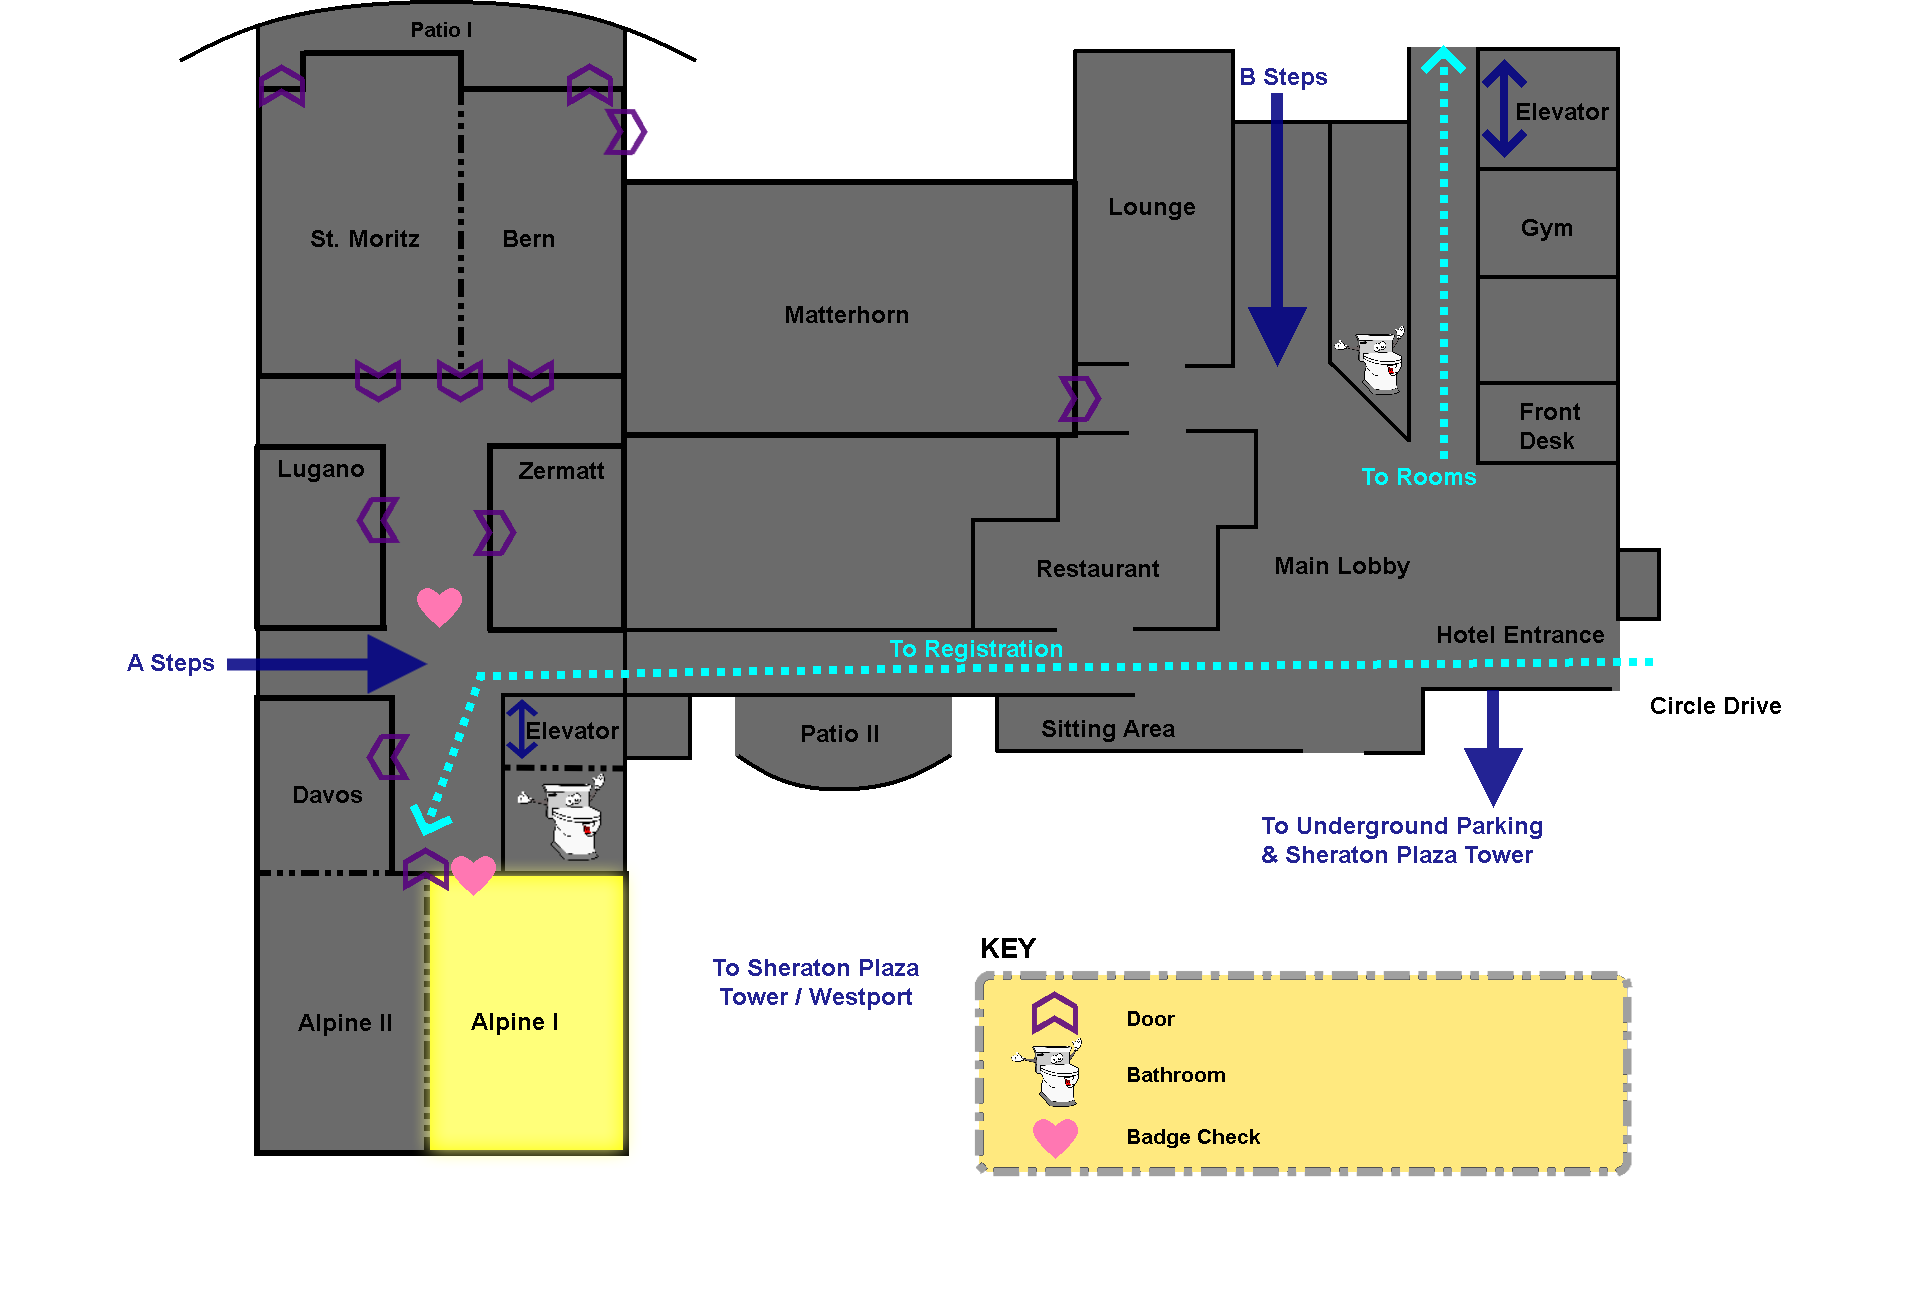 Patio I
B Steps
Elevator
Lounge
Gym
St. Moritz
Bern
Matterhorn
Front
Desk
Lugano
Zermatt
To Rooms
Restaurant
Main Lobby
Hotel Entrance
To Registration
A Steps
Circle Drive
Elevator
Patio II
Sitting Area
Davos
To Underground Parking
& Sheraton Plaza Tower
KEY
To Sheraton Plaza
Tower / Westport
Alpine II
Alpine I
Door
Bathroom
Badge Check